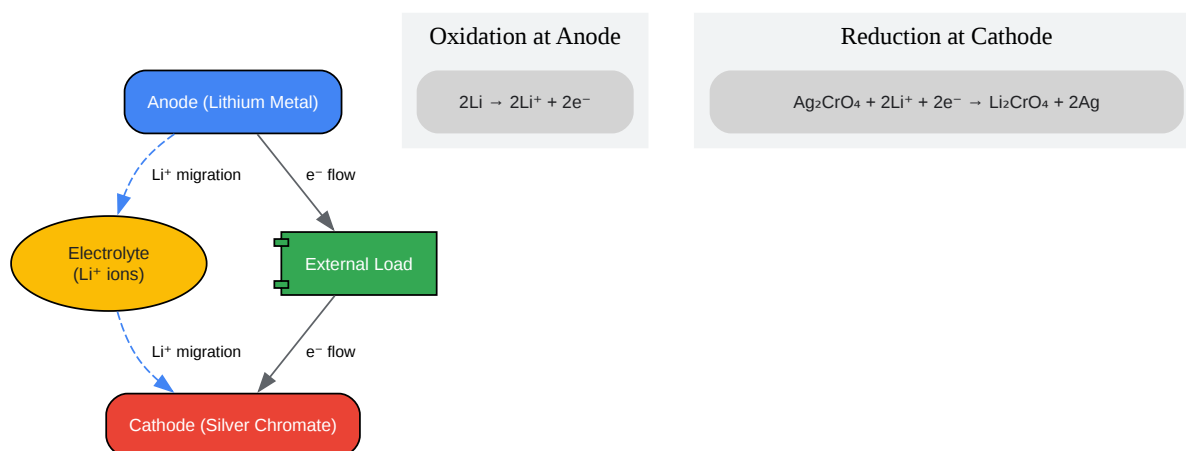 Oxidation at Anode
Reduction at Cathode
Anode (Lithium Metal)
2Li → 2Li⁺ + 2e⁻
Ag₂CrO₄ + 2Li⁺ + 2e⁻ → Li₂CrO₄ + 2Ag
Li⁺ migration
e⁻ flow
Electrolyte
(Li⁺ ions)
External Load
Li⁺ migration
e⁻ flow
Cathode (Silver Chromate)